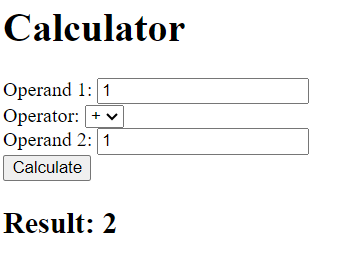 Calculator
Operand 1: 1
Operator: +
Operand 2: 1
Calculate
Result: 2